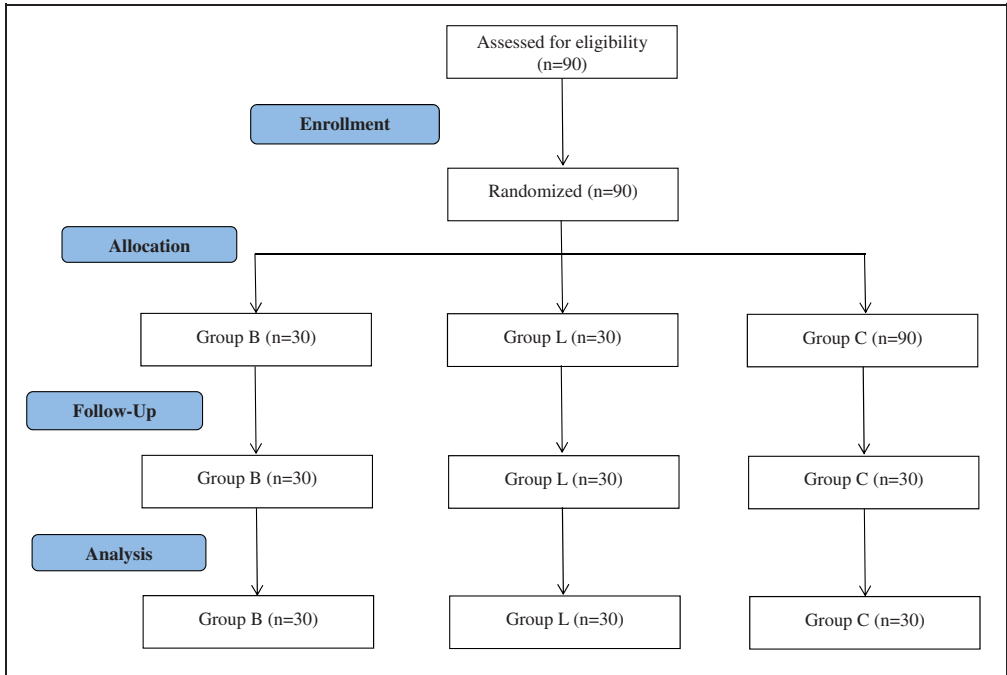 Assessed for eligibility
(n=90)
Enrollment
Randomized (n=90)
Allocation
Group B (n=30)
Group L (n=30)
Group C (n=90)
Follow-Up
Group B (n=30)
Group L (n=30)
Group C (n=30)
Analysis
Group B (n=30)
Group L (n=30)
Group C (n=30)